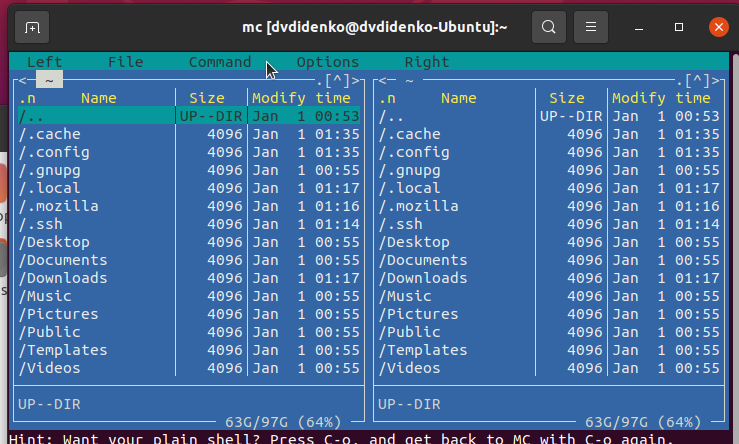 mc [dvdidenko@dvdidenko-Ubuntu]:~
Left File Command Options Right
<─ ~ .[^]> <─ ~ .[^]>
.n Name Size Modify time .n Name Size Modify time
/.. UP--DIR Jan 1 00:53 /.. UP--DIR Jan 1 00:53
/.cache 4096 Jan 1 01:35 /.cache 4096 Jan 1 01:35
/.config 4096 Jan 1 01:35 /.config 4096 Jan 1 01:35
/.gnupg 4096 Jan 1 00:55 /.gnupg 4096 Jan 1 00:55
/.local 4096 Jan 1 01:17 /.local 4096 Jan 1 01:17
/.mozilla 4096 Jan 1 01:16 /.mozilla 4096 Jan 1 01:16
/.ssh 4096 Jan 1 01:14 /.ssh 4096 Jan 1 01:14
/Desktop 4096 Jan 1 00:55 /Desktop 4096 Jan 1 00:55
/Documents 4096 Jan 1 00:55 /Documents 4096 Jan 1 00:55
/Downloads 4096 Jan 1 01:17 /Downloads 4096 Jan 1 01:17
/Music 4096 Jan 1 00:55 /Music 4096 Jan 1 00:55
/Pictures 4096 Jan 1 00:55 /Pictures 4096 Jan 1 00:55
/Public 4096 Jan 1 00:55 /Public 4096 Jan 1 00:55
/Templates 4096 Jan 1 00:55 /Templates 4096 Jan 1 00:55
/Videos 4096 Jan 1 00:55 /Videos 4096 Jan 1 00:55
UP--DIR UP--DIR
63G/97G (64%) 63G/97G (64%)
Hint: Want your plain shell? Press C-o, and get back to MC with C-o again.